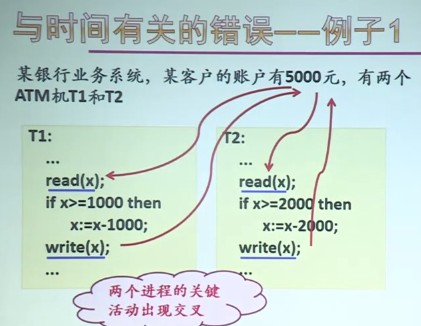 与时间有关的错误——例子1
某银行业务系统，某客户的账户有5000元，有两个
ATM机T1和T2
T1:
...
read(x);
if x>=1000 then
x:=x-1000;
write(x);
...
T2:
...
read(x);
if x>=2000 then
x:=x-2000;
write(x);
...
两个进程的关键
活动出现交叉